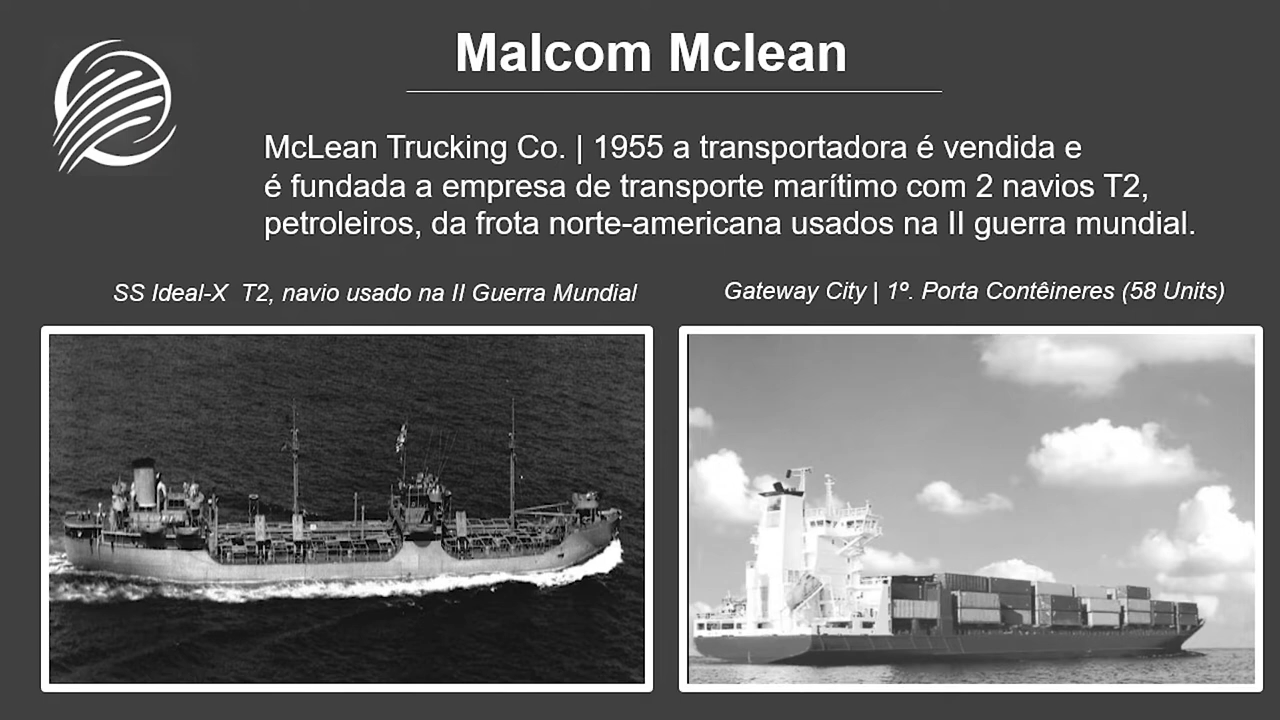 Malcom Mclean
McLean Trucking Co. | 1955 a transportadora é vendida e
é fundada a empresa de transporte marítimo com 2 navios T2,
petroleiros, da frota norte-americana usados na II guerra mundial.
SS Ideal-X  T2, navio usado na II Guerra Mundial
Gateway City | 1º. Porta Contêineres (58 Units)